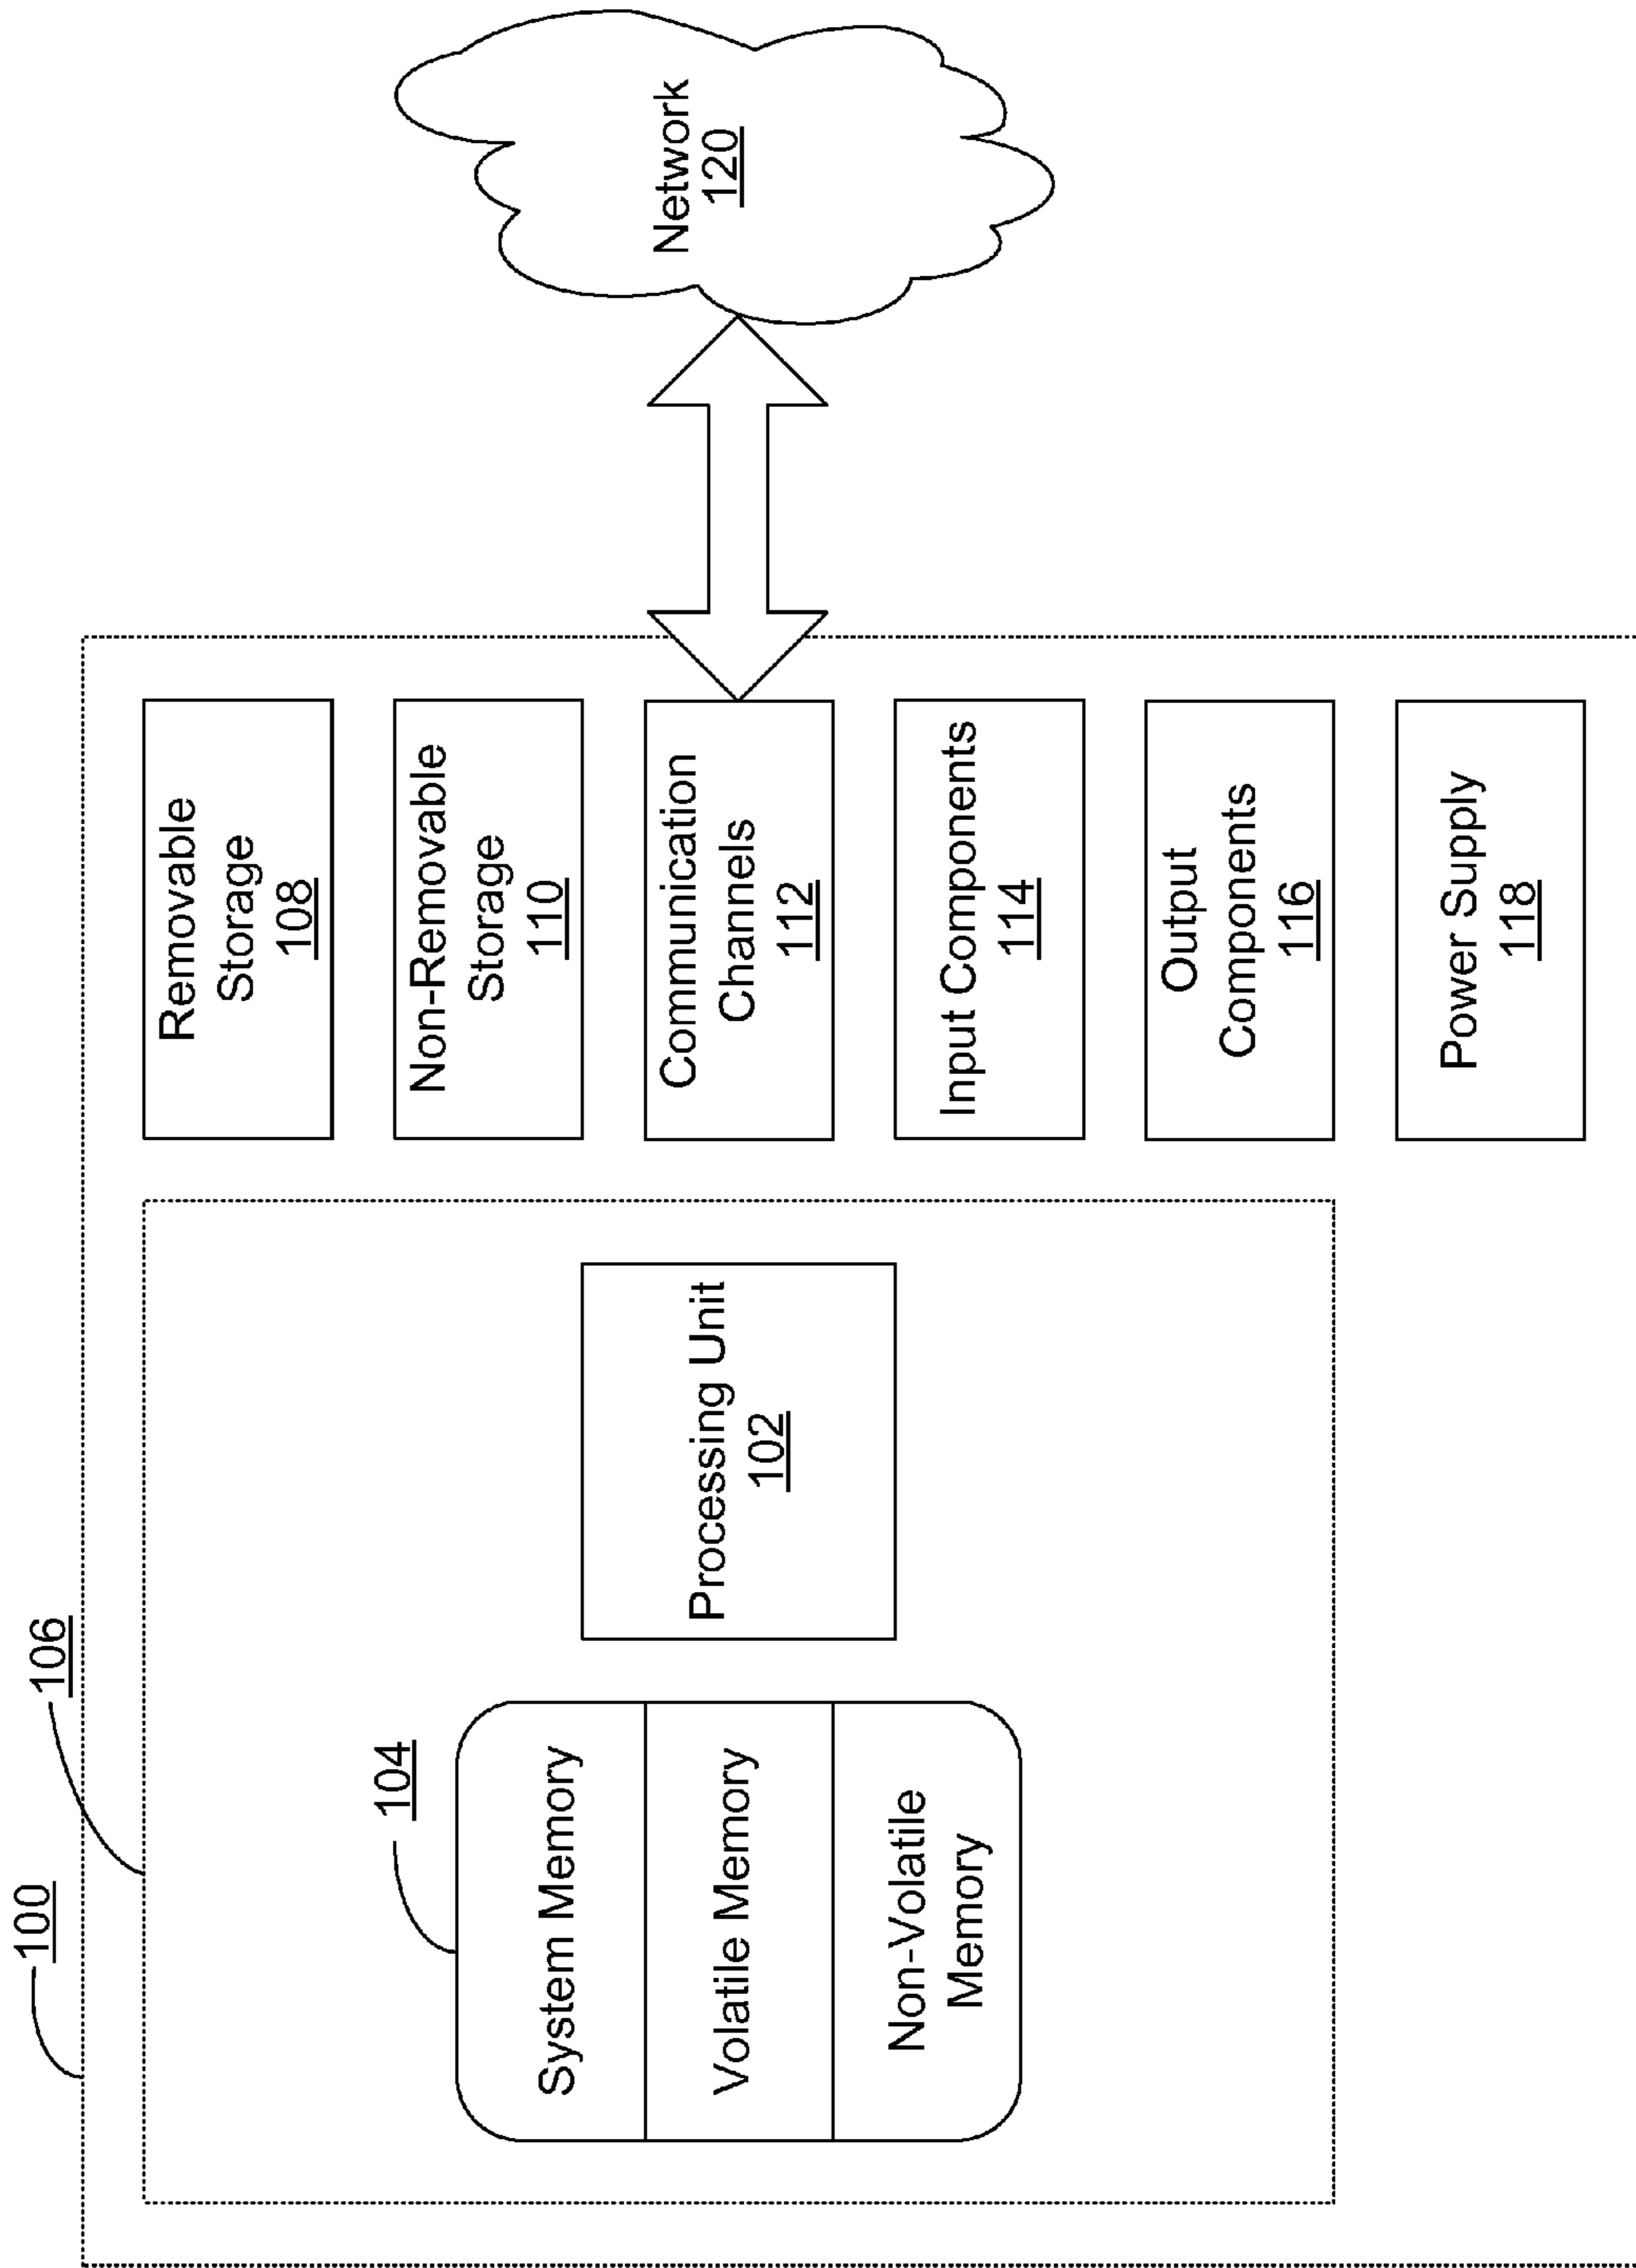 100
106
104
System Memory
Volatile Memory
Non-Volatile
Memory
Processing Unit
102
Removable
Storage
108
Non-Removable
Storage
110
Communication
Channels
112
Input Components
114
Output
Components
116
Power Supply
118
Network
120